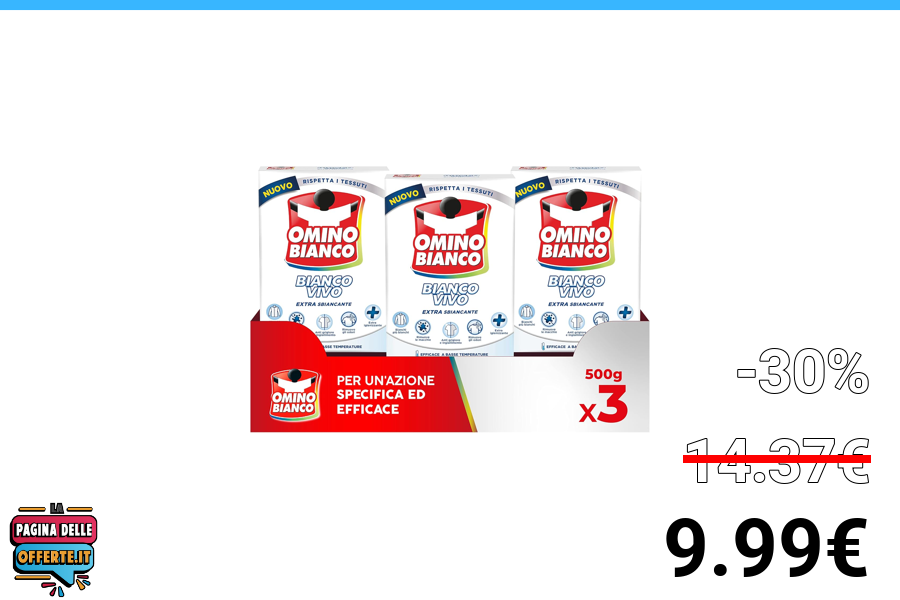 NUOVO
RISPETTA I TESSUTI
OMINO
BIANCO
BIANCO
VIVO
EXTRA SBIANCANTE
NUOVO
RISPETTA I TESSUTI
OMINO
BIANCO
BIANCO
VIVO
EXTRA SBIANCANTE
EFFICACE A BASSE TEMPERATURE
NUOVO
RISPETTA I TESSUTI
OMINO
BIANCO
BIANCO
VIVO
EXTRA SBIANCANTE
OMINO
BIANCO
PER UN'AZIONE
SPECIFICA ED
EFFICACE
500g
x3
-30%
14.37€
9.99€
LA
PAGINA DELLE
OFFERTE.IT